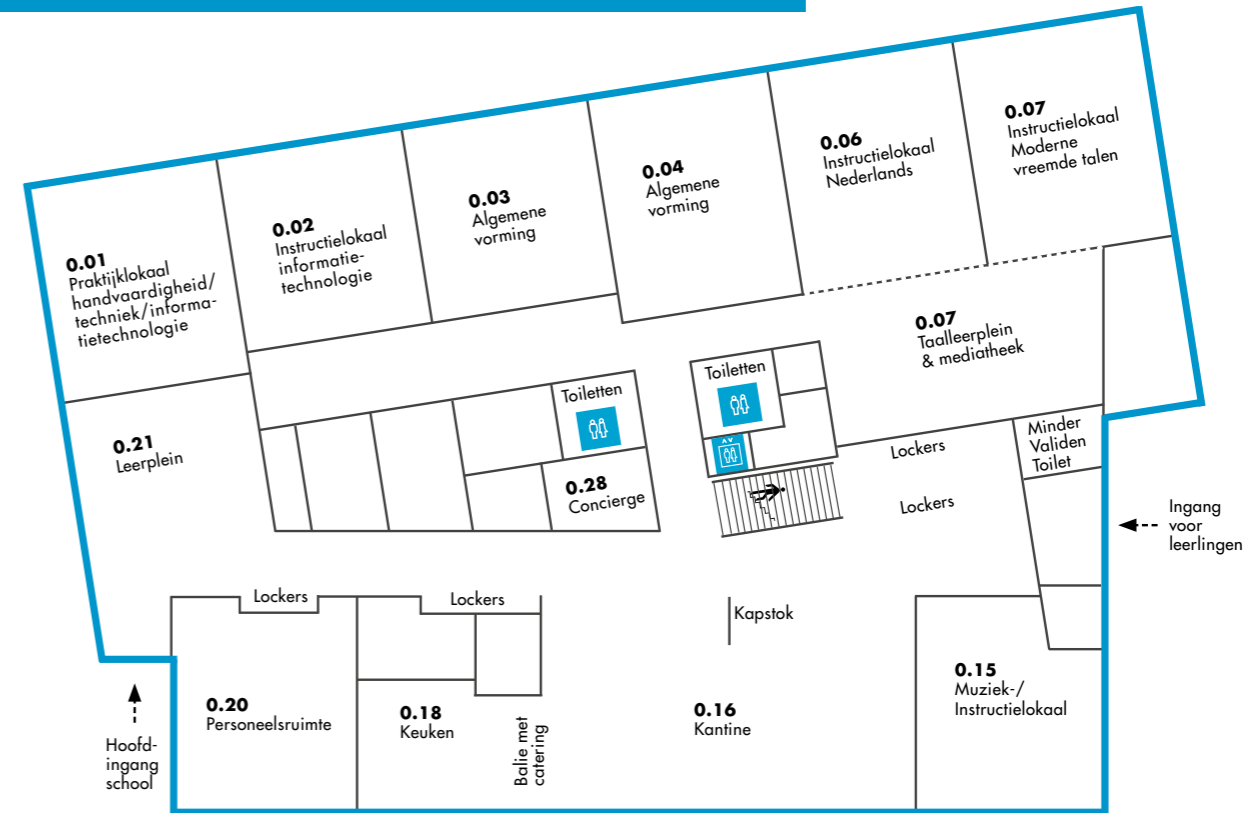 0.01
Praktijklokaal
handvaardigheid/
techniek/informa-
tietechnologie
0.02
Instructielokaal
informatie-
technologie
0.03
Algemene
vorming
0.04
Algemene
vorming
0.06
Instructielokaal
Nederlands
0.07
Instructielokaal
Moderne
vreemde talen
0.07
Taalleerplein
& mediatheek
Toiletten
Toiletten
0.21
Leerplein
0.28
Concierge
Lockers
Lockers
Minder
Validen
Toilet
Ingang
voor
leerlingen
Lockers
Lockers
Kapstok
0.20
Personeelsruimte
0.18
Keuken
Balie met
catering
0.16
Kantine
0.15
Muziek-/
Instructielokaal
Hoofd-
ingang
school